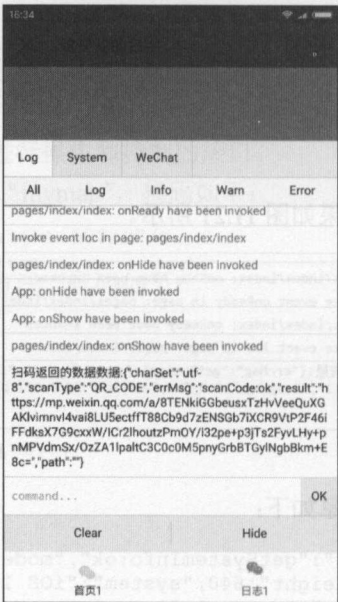 16:34
Log System WeChat
All Log Info Warn Error
pages/index/index: onReady have been invoked
Invoke event loc in page: pages/index/index
pages/index/index: onHide have been invoked
App: onHide have been invoked
App: onShow have been invoked
pages/index/index: onShow have been invoked
扫码返回的数据数据:{"charSet":"utf-
8","scanType":"QR_CODE","errMsg":"scanCode:ok","result":"h
ttps://mp.weixin.qq.com/a/8TENkiGGbeusxTzHvVeeQuXG
AKlvimnvI4vai8LU5ectffT88Cb9d7zENSGb7iXCR9VtP2F46i
FFdksX7G9cxxW/ICr2lhoutzPmOY/i32pe+p3jTs2FyvLHy+p
nMPVdmSx/OzZA1lpaltC3C0c0M5pnyGrbBTGylNgbBkm+E
8c=","path":""}
command... OK
Clear Hide
首页1 日志1